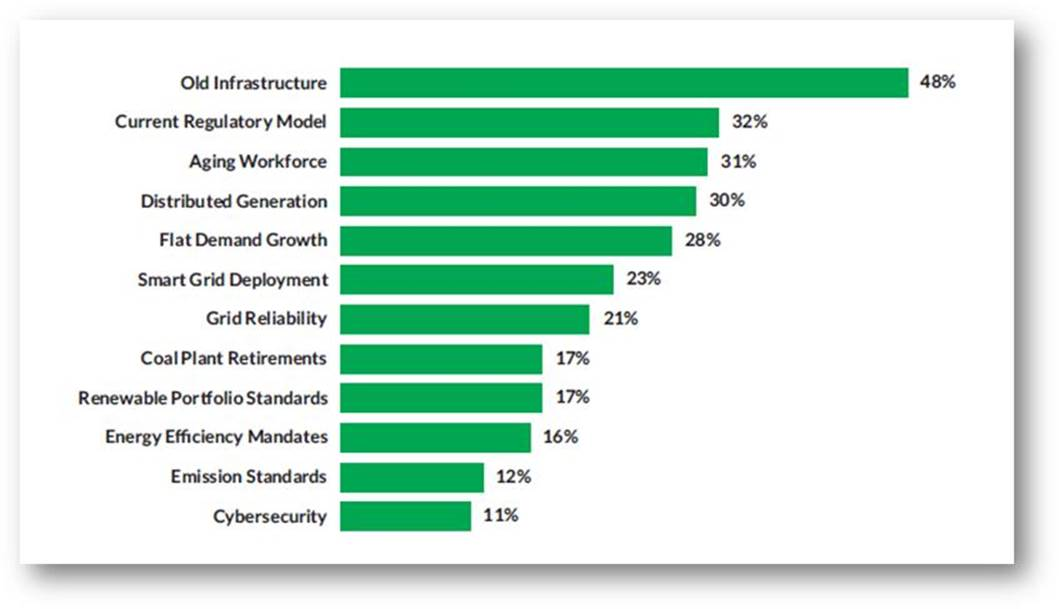 Old Infrastructure 48%
Current Regulatory Model 32%
Aging Workforce 31%
Distributed Generation 30%
Flat Demand Growth 28%
Smart Grid Deployment 23%
Grid Reliability 21%
Coal Plant Retirements 17%
Renewable Portfolio Standards 17%
Energy Efficiency Mandates 16%
Emission Standards 12%
Cybersecurity 11%